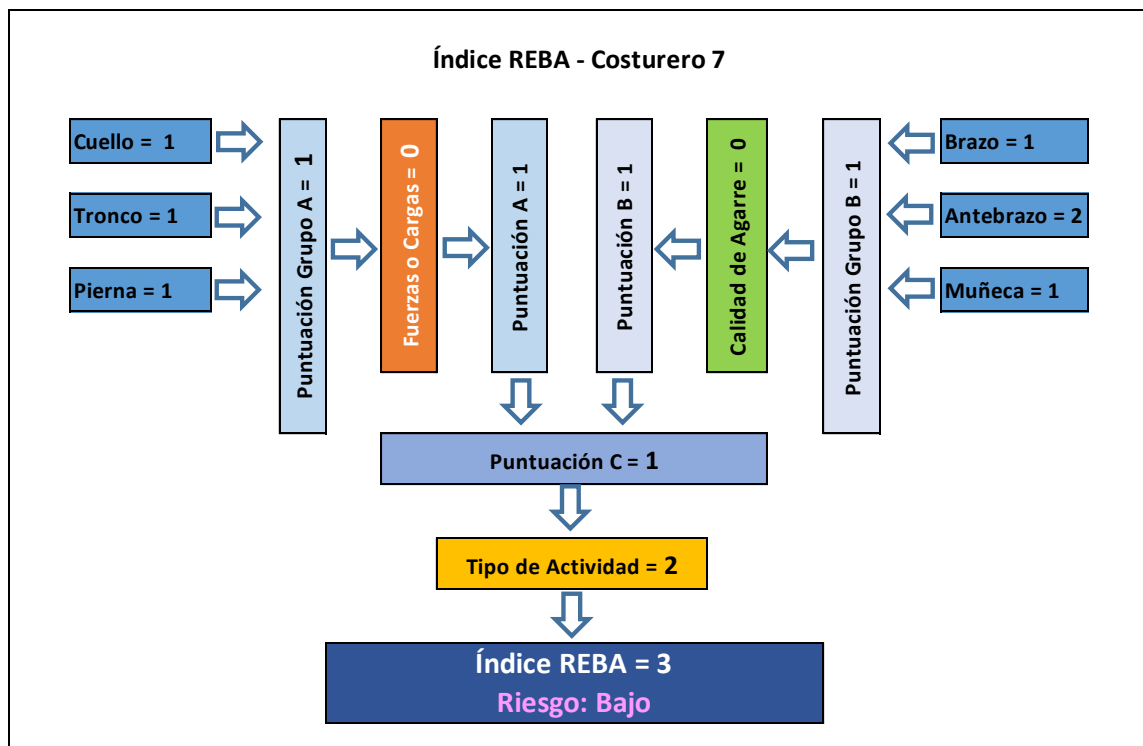 Índice REBA - Costurero 7
Cuello = 1
Tronco = 1
Pierna = 1
Puntuación Grupo A = 1
Fuerzas o Cargas = 0
Puntuación A = 1
Puntuación B = 1
Calidad de Agarre = 0
Puntuación Grupo B = 1
Brazo = 1
Antebrazo = 2
Muñeca = 1
Puntuación C = 1
Tipo de Actividad = 2
Índice REBA = 3
Riesgo: Bajo